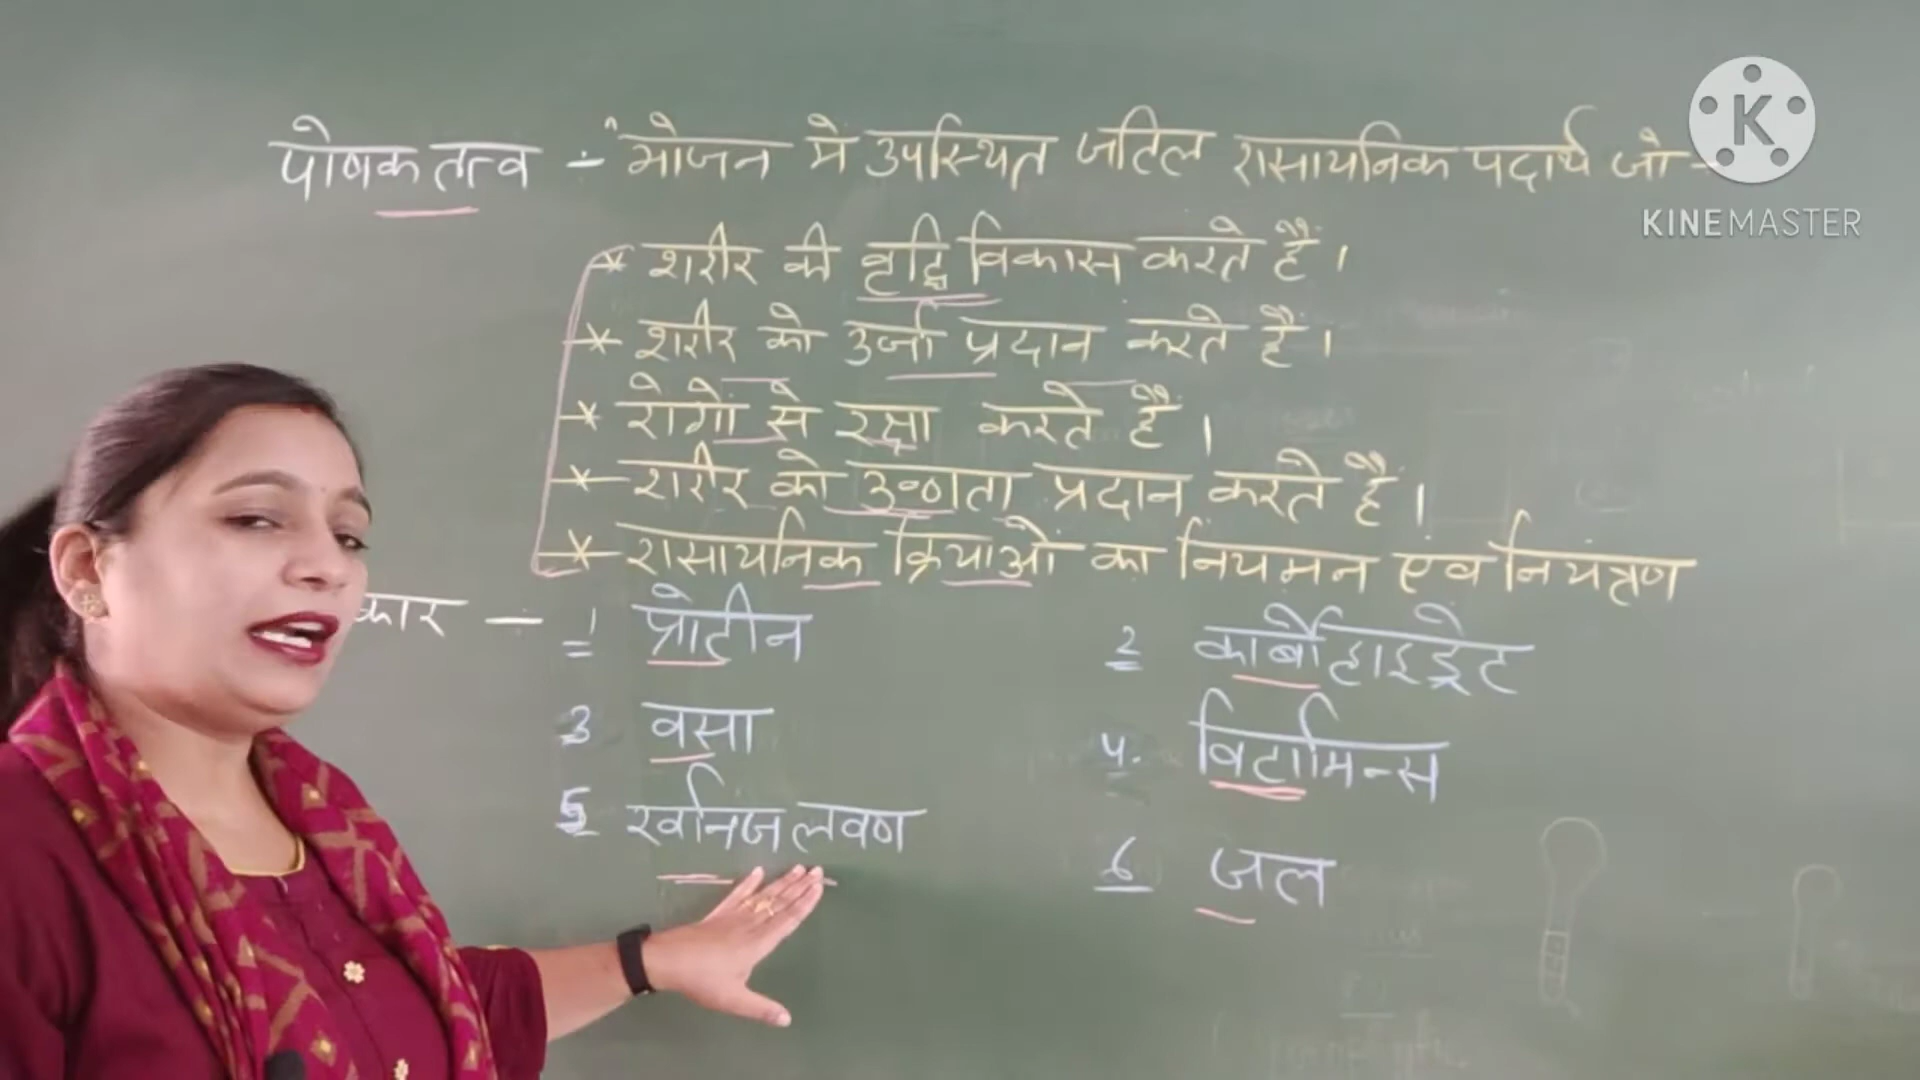 पोषक तत्व - भोजन मे उपस्थित जटिल रासायनिक पदार्थ जो -
KINEMASTER
* शरीर की वृद्धि विकास करते हैं।
* शरीर को उर्जा प्रदान करते हैं।
* रोगों से रक्षा करते हैं।
* शरीर को उष्णता प्रदान करते हैं।
* रासायनिक क्रियाओं का नियमन एवं नियंत्रण
कार - 1 प्रोटीन 2 कार्बोहाइड्रेट
3 वसा 4. विटामिन्स
5 खनिज लवण 6 जल